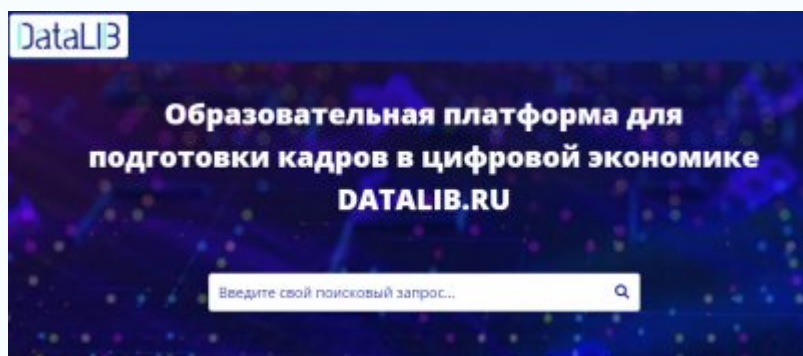 DataLIB
Образовательная платформа для
подготовки кадров в цифровой экономике
DATALIB.RU
Введите свой поисковый запрос...